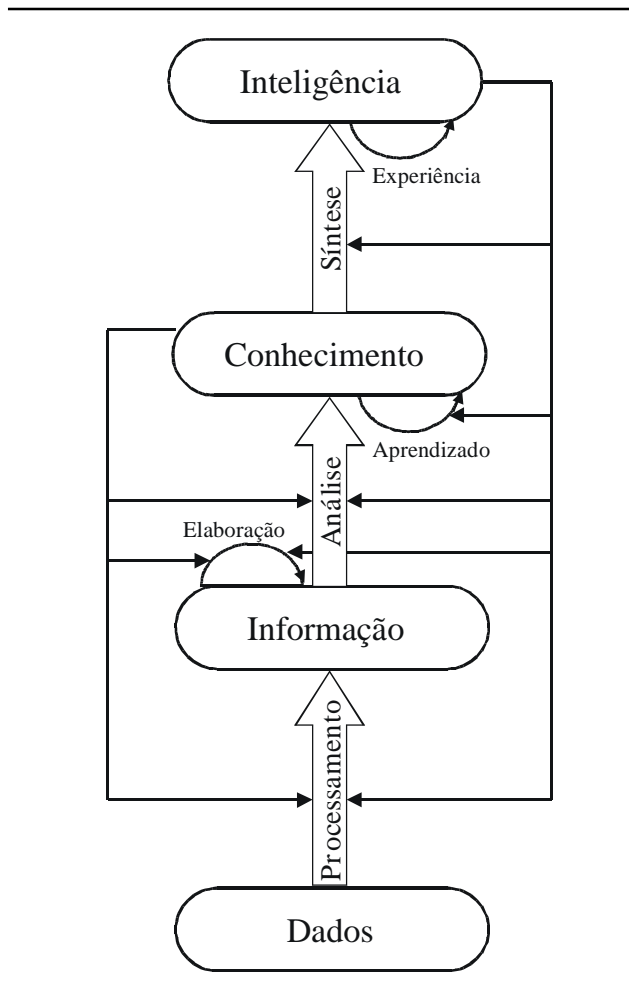 Inteligência
Experiência
Síntese
Conhecimento
Aprendizado
Análise
Elaboração
Informação
Processamento
Dados